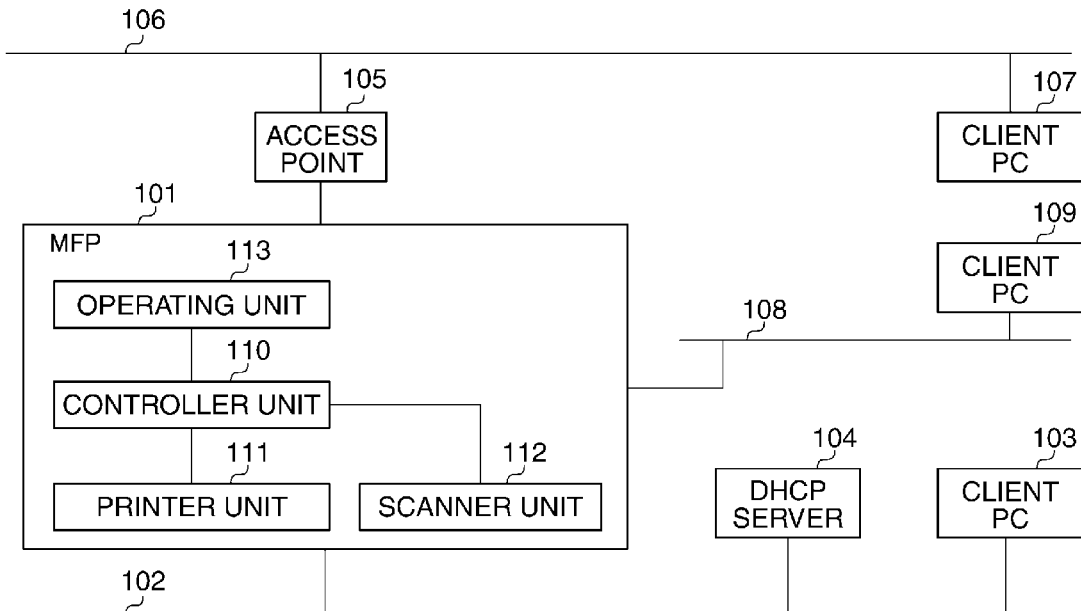 106
105
107
ACCESS
POINT
CLIENT
PC
101
109
MFP
113
CLIENT
PC
OPERATING UNIT
108
110
CONTROLLER UNIT
104
103
111
112
DHCP
SERVER
CLIENT
PC
PRINTER UNIT
SCANNER UNIT
102